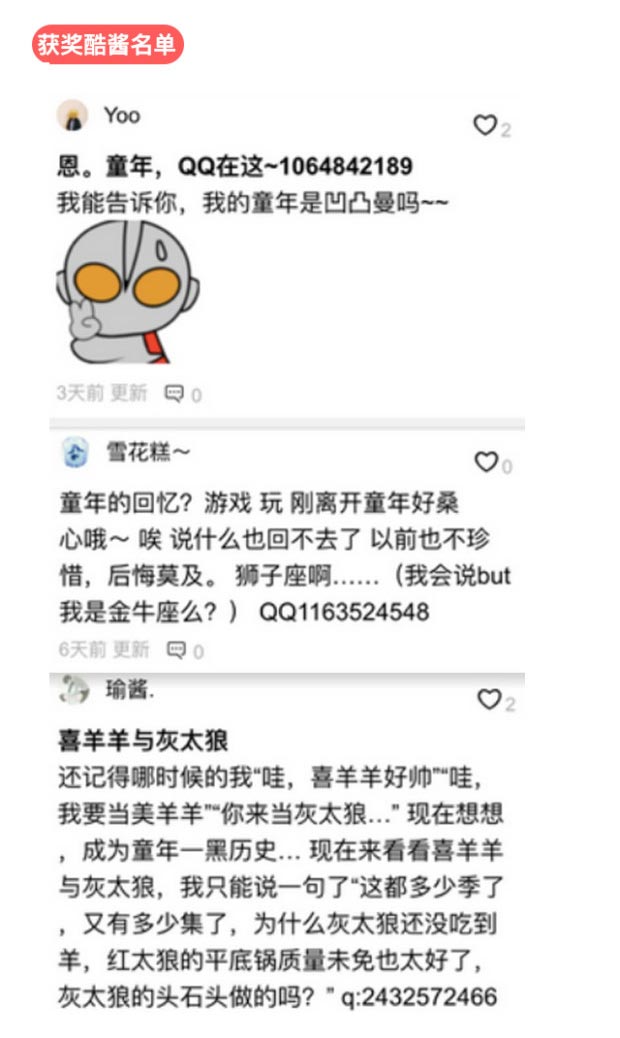 获奖酷酱名单
Yoo
2
恩。童年，QQ在这~1064842189
我能告诉你，我的童年是凹凸曼吗~~
3天前 更新 0
雪花糕～
0
童年的回忆？游戏 玩 刚离开童年好桑
心哦～ 唉 说什么也回不去了 以前也不珍
惜，后悔莫及。 狮子座啊……（我会说but
我是金牛座么？） QQ1163524548
6天前 更新 0
瑜酱.
2
喜羊羊与灰太狼
还记得哪时候的我“哇，喜羊羊好帅”“哇，
我要当美羊羊”“你来当灰太狼…” 现在想想
，成为童年一黑历史… 现在来看看喜羊羊
与灰太狼，我只能说一句了“这都多少季了
，又有多少集了，为什么灰太狼还没吃到
羊，红太狼的平底锅质量未免也太好了，
灰太狼的头石头做的吗？” q:2432572466